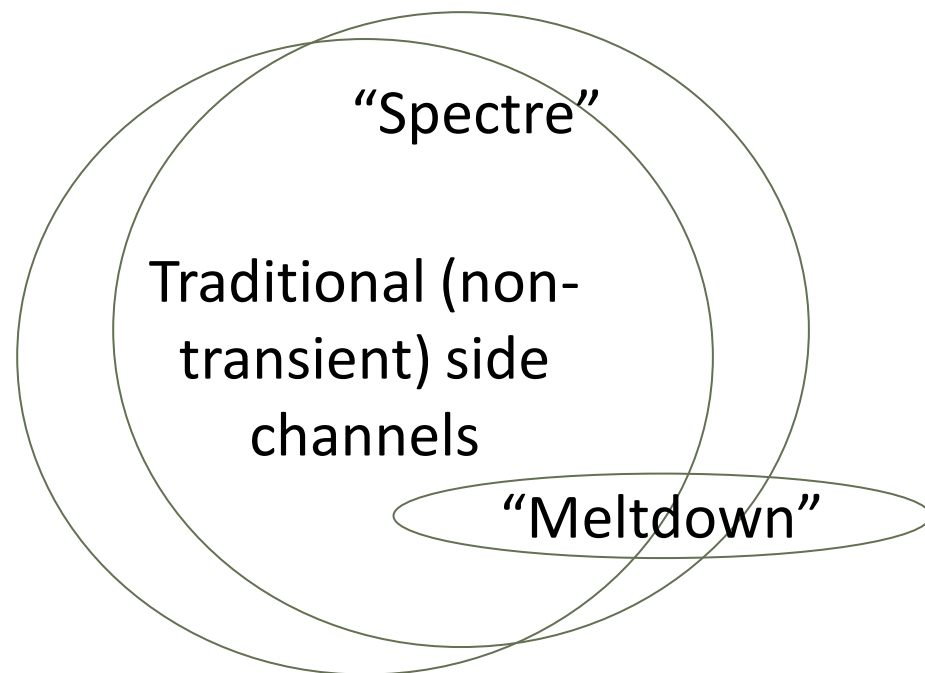 “Spectre”
Traditional (non-
transient) side
channels
“Meltdown”